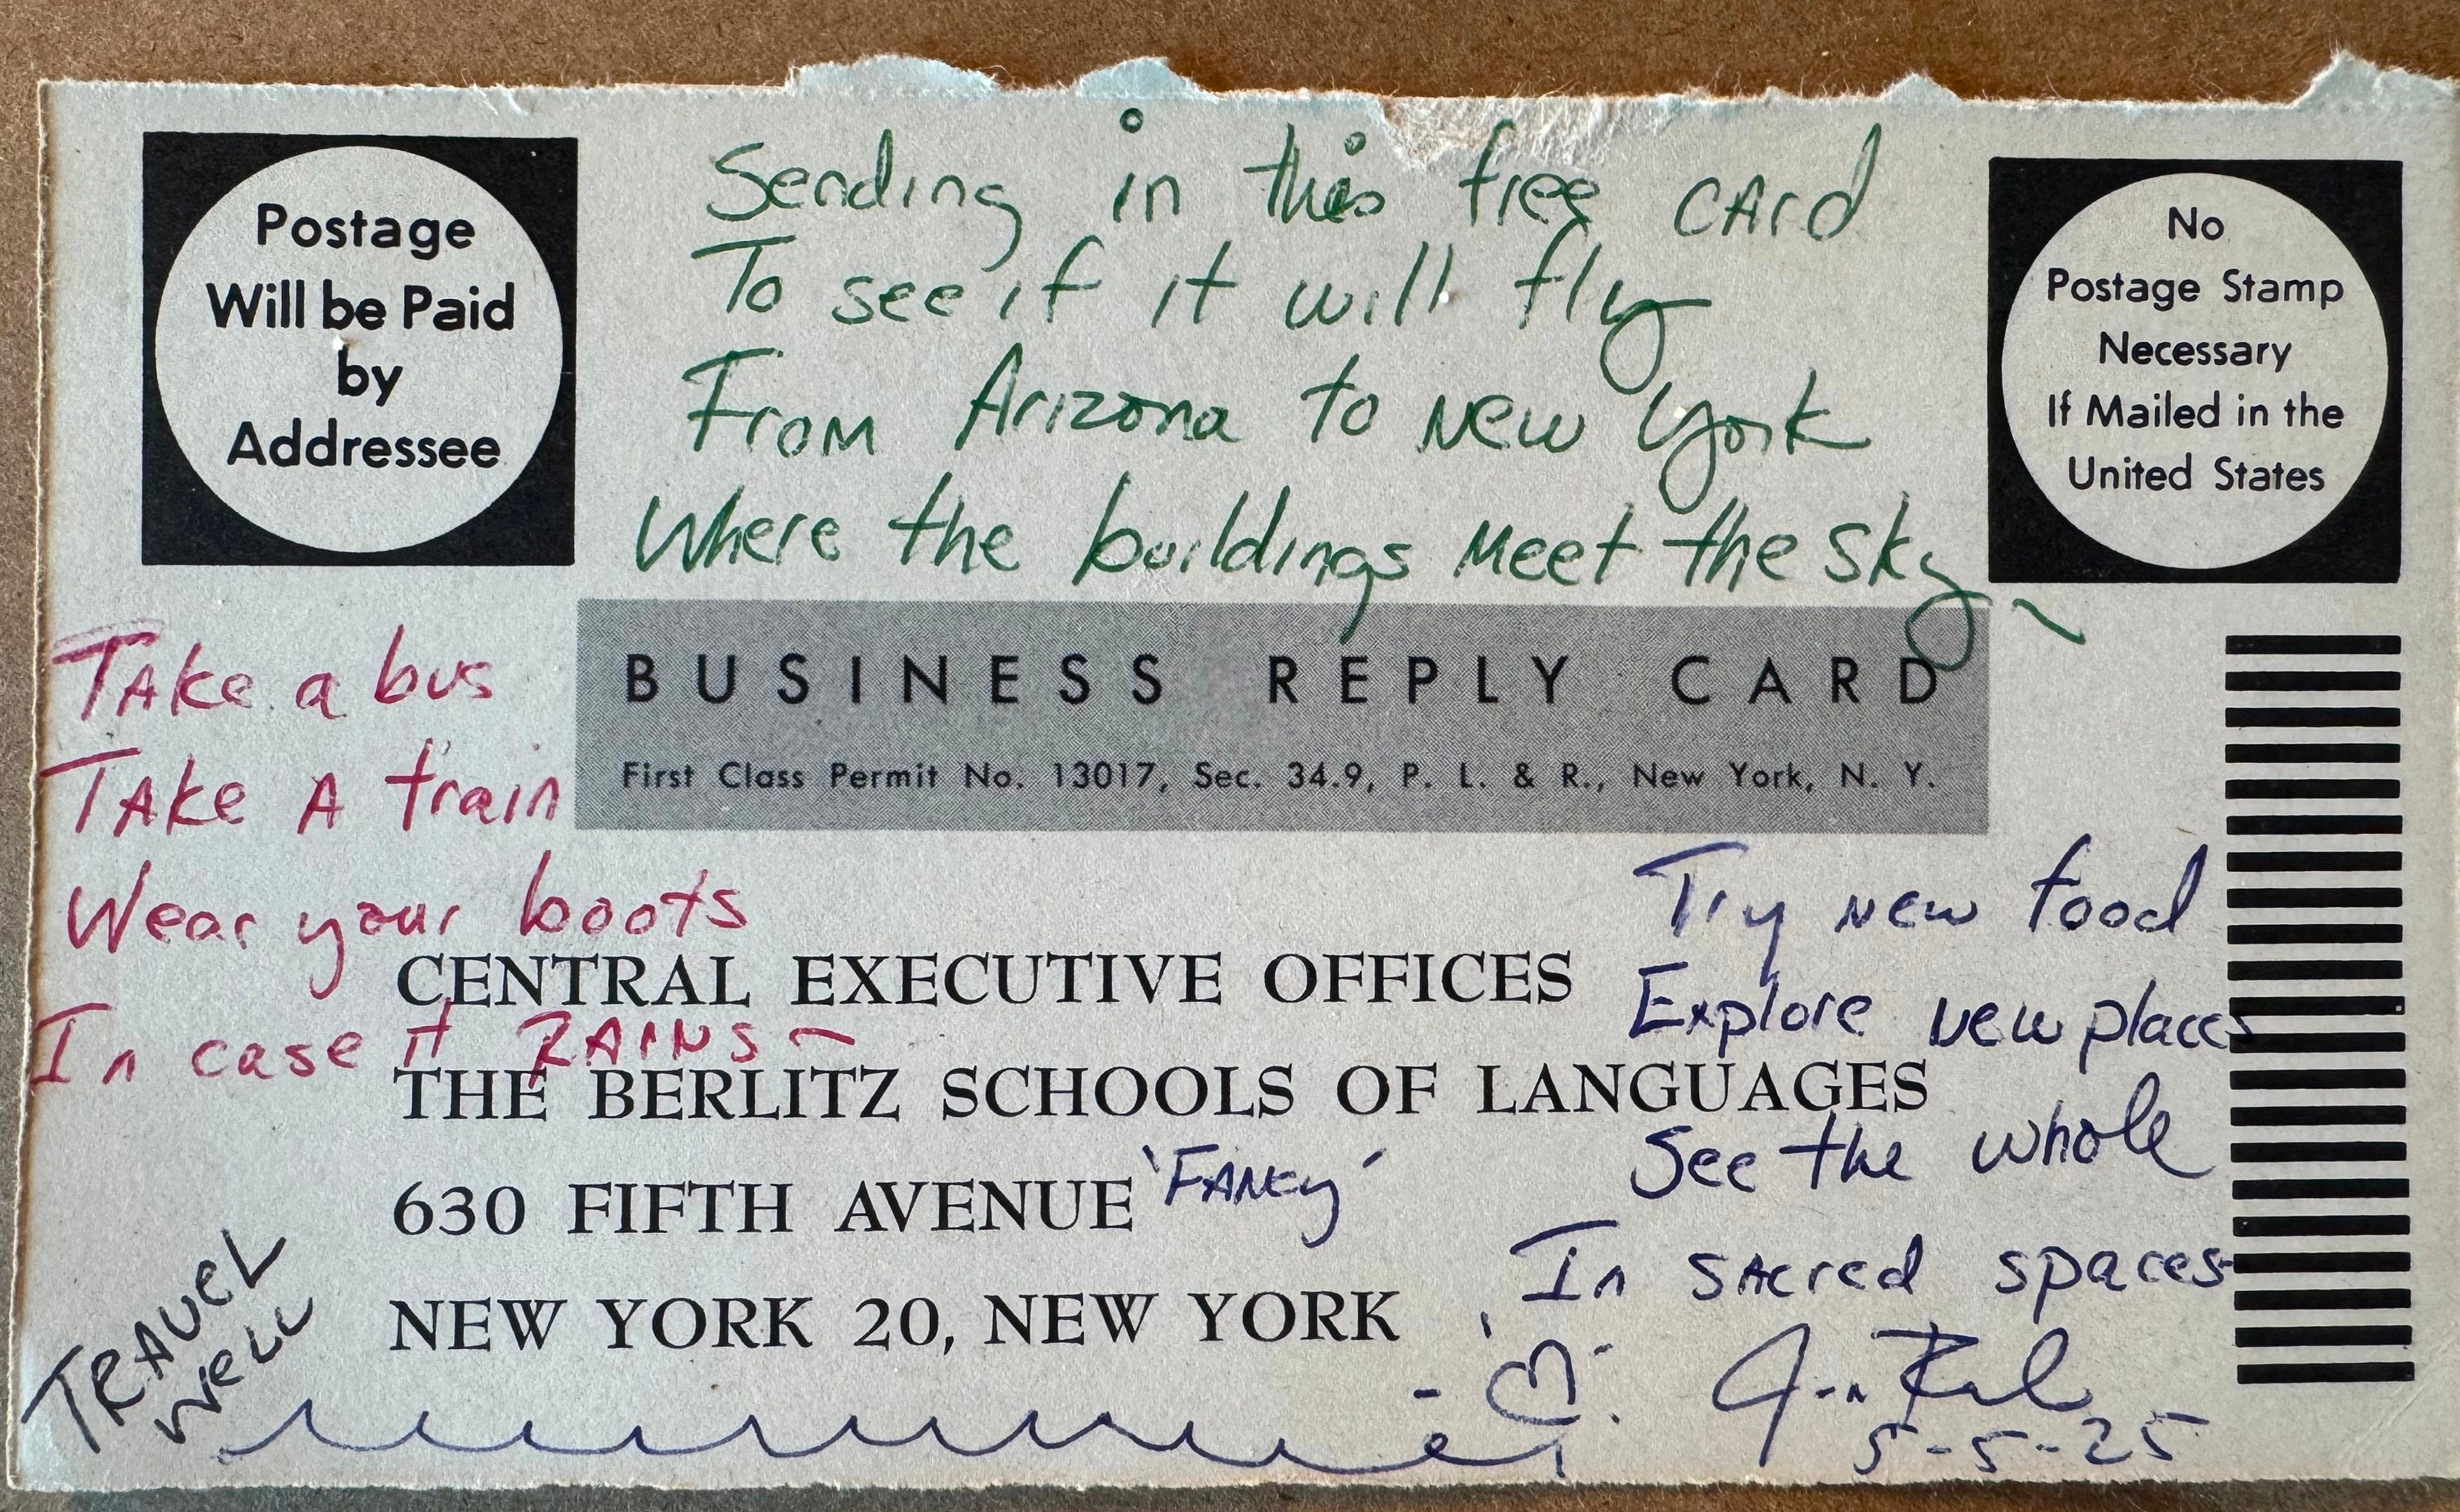 Postage
Will be Paid
by
Addressee
Sending in this free CArd
To see if it will fly
From Arizona to New York
Where the buildings Meet the sky ~
No
Postage Stamp
Necessary
If Mailed in the
United States
BUSINESS REPLY CARD
First Class Permit No. 13017, Sec. 34.9, P. L. & R., New York, N. Y.
TAke a bus
TAke A train
Wear your boots
In case it RAINS ~
CENTRAL EXECUTIVE OFFICES
THE BERLITZ SCHOOLS OF LANGUAGES
630 FIFTH AVENUE 'FANCy'
NEW YORK 20, NEW YORK
Try new food
Explore new places
See the whole
In sAcred spaces
TRAVEL
WELL
5-5-25